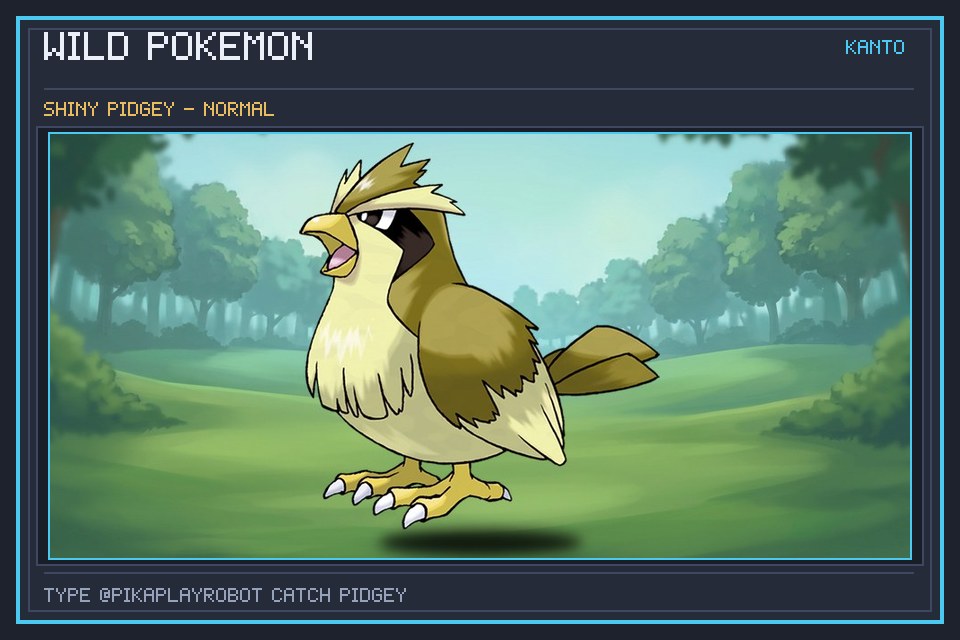 WILD POKEMON
KANTO
SHINY PIDGEY - NORMAL
TYPE @PIKAPLAYROBOT CATCH PIDGEY